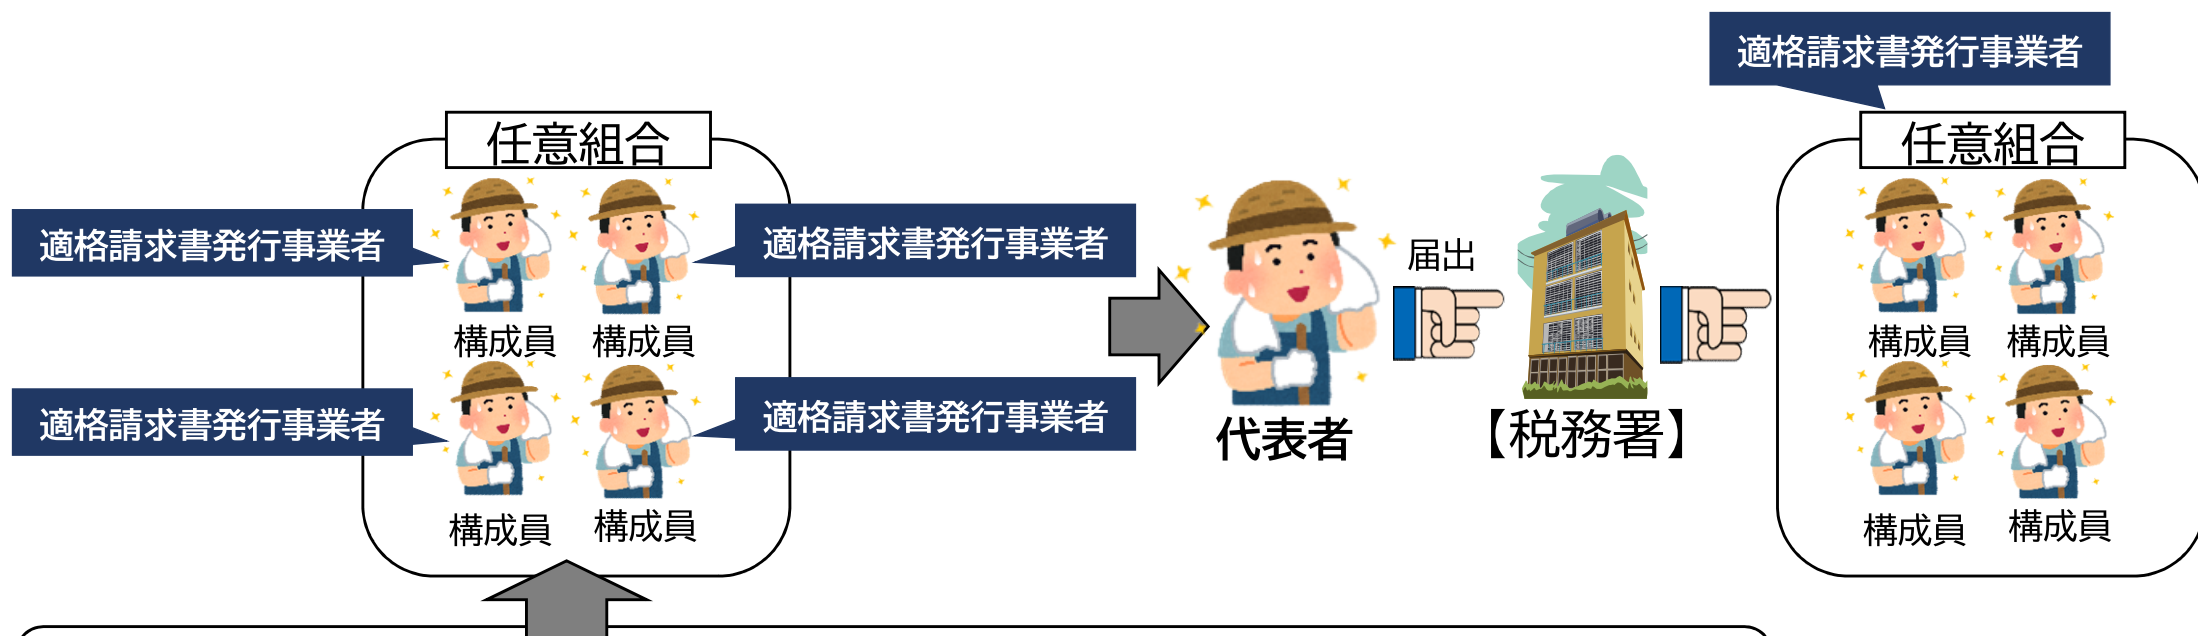 適格請求書発行事業者
任意組合
任意組合
適格請求書発行事業者
適格請求書発行事業者
届出
構成員
構成員
構成員
構成員
適格請求書発行事業者
適格請求書発行事業者
代表者
【税務署】
構成員
構成員
構成員
構成員